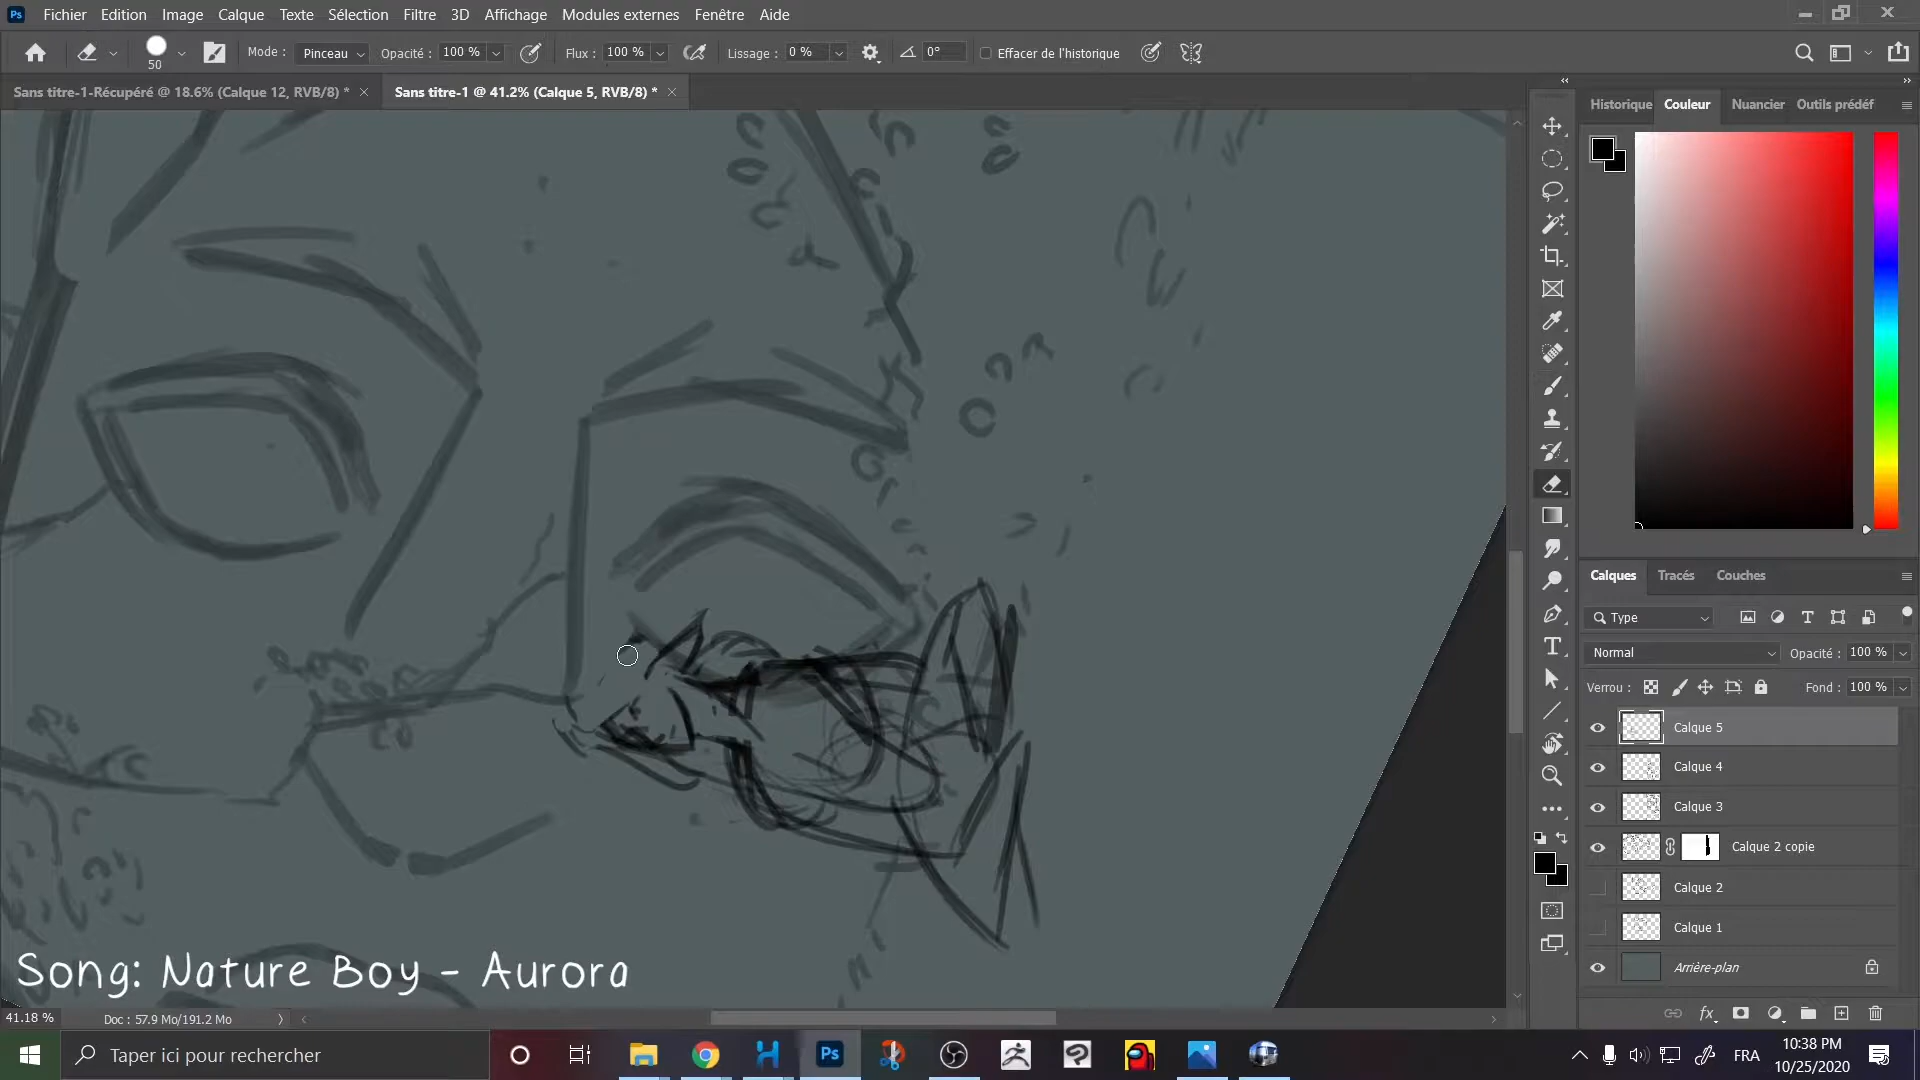 Fichier Edition Image Calque Texte Sélection Filtre 3D Affichage Modules externes Fenêtre Aide
50 Mode : Pinceau Opacité : 100 % Flux : 100 % Lissage : 0 % 0° Effacer de l'historique
Sans titre-1-Récupéré @ 18.6% (Calque 12, RVB/8) * Sans titre-1 @ 41.2% (Calque 5, RVB/8) *
Historique Couleur Nuancier Outils prédéf
Calques Tracés Couches
Type
Normal Opacité : 100 %
Verrou : Fond : 100 %
Calque 5
Calque 4
Calque 3
Calque 2 copie
Calque 2
Calque 1
Arrière-plan
Song: Nature Boy - Aurora
41.18 % Doc : 57.9 Mo/191.2 Mo
fx
Taper ici pour rechercher
Ps
FRA
10:38 PM
10/25/2020